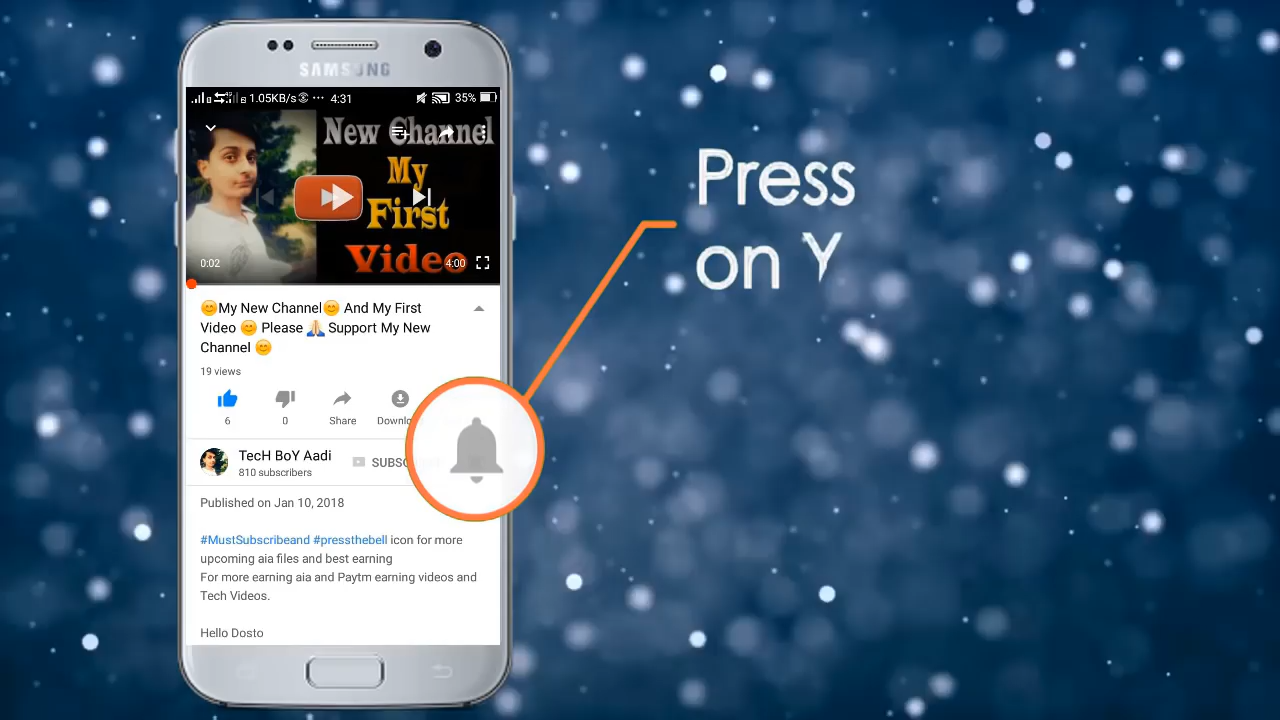 SAMSUNG
1.05KB/s ··· 4:31
35%
New Channel
My
First
Video
0:02
4:00
😊My New Channel😊 And My First
Video 😊 Please 🙏 Support My New
Channel 😊
19 views
6
0
Share
Downlo
TecH BoY Aadi
SUBSC
810 subscribers
Published on Jan 10, 2018
#MustSubscribeand #pressthebell icon for more
upcoming aia files and best earning
For more earning aia and Paytm earning videos and
Tech Videos.
Hello Dosto
Press
on Y